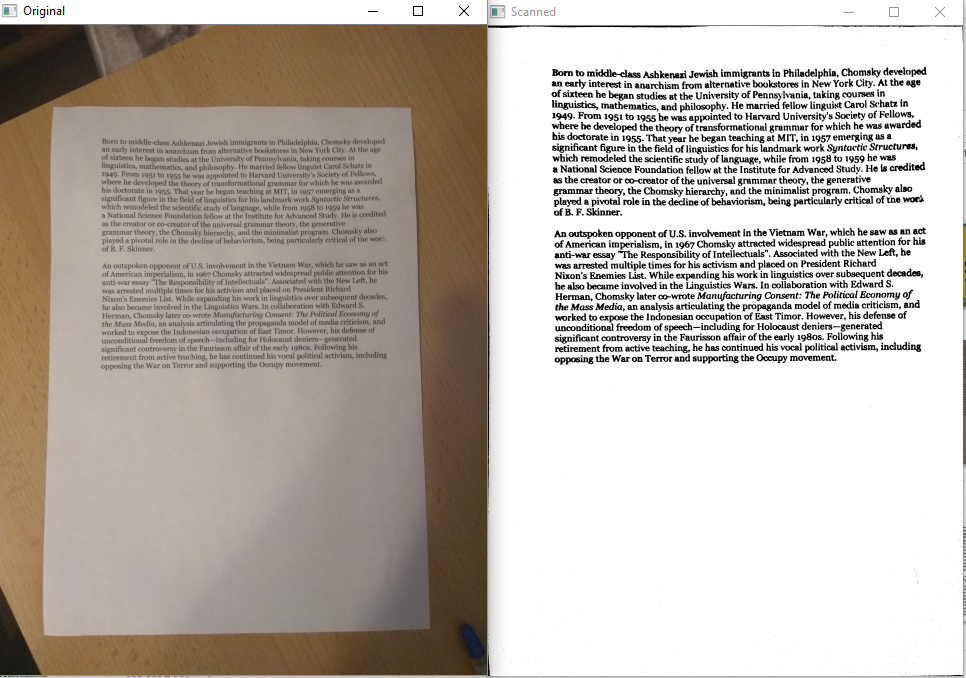 Original
Born to middle-class Ashkenazi Jewish immigrants in Philadelphia, Chomsky developed
an early interest in anarchism from alternative bookstores in New York City. At the age
of sixteen he began studies at the University of Pennsylvania, taking courses in
linguistics, mathematics, and philosophy. He married fellow linguist Carol Schatz in
1949. From 1951 to 1955 he was appointed to Harvard University's Society of Fellows,
where he developed the theory of transformational grammar for which he was awarded
his doctorate in 1955. That year he began teaching at MIT, in 1957 emerging as a
significant figure in the field of linguistics for his landmark work Syntactic Structures,
which remodeled the scientific study of language, while from 1958 to 1959 he was
a National Science Foundation fellow at the Institute for Advanced Study. He is credited
as the creator or co-creator of the universal grammar theory, the generative
grammar theory, the Chomsky hierarchy, and the minimalist program. Chomsky also
played a pivotal role in the decline of behaviorism, being particularly critical of the work
of B. F. Skinner.
An outspoken opponent of U.S. involvement in the Vietnam War, which he saw as an act
of American imperialism, in 1967 Chomsky attracted widespread public attention for his
anti-war essay "The Responsibility of Intellectuals". Associated with the New Left, he
was arrested multiple times for his activism and placed on President Richard
Nixon's Enemies List. While expanding his work in linguistics over subsequent decades,
he also became involved in the Linguistics Wars. In collaboration with Edward S.
Herman, Chomsky later co-wrote Manufacturing Consent: The Political Economy of
the Mass Media, an analysis articulating the propaganda model of media criticism, and
worked to expose the Indonesian occupation of East Timor. However, his defense of
unconditional freedom of speech—including for Holocaust deniers—generated
significant controversy in the Faurisson affair of the early 1980s. Following his
retirement from active teaching, he has continued his vocal political activism, including
opposing the War on Terror and supporting the Occupy movement.
Scanned
Born to middle-class Ashkenazi Jewish immigrants in Philadelphia, Chomsky developed
an early interest in anarchism from alternative bookstores in New York City. At the age
of sixteen he began studies at the University of Pennsylvania, taking courses in
linguistics, mathematics, and philosophy. He married fellow linguist Carol Schatz in
1949. From 1951 to 1955 he was appointed to Harvard University's Society of Fellows,
where he developed the theory of transformational grammar for which he was awarded
his doctorate in 1955. That year he began teaching at MIT, in 1957 emerging as a
significant figure in the field of linguistics for his landmark work Syntactic Structures,
which remodeled the scientific study of language, while from 1958 to 1959 he was
a National Science Foundation fellow at the Institute for Advanced Study. He is credited
as the creator or co-creator of the universal grammar theory, the generative
grammar theory, the Chomsky hierarchy, and the minimalist program. Chomsky also
played a pivotal role in the decline of behaviorism, being particularly critical of the work
of B. F. Skinner.
An outspoken opponent of U.S. involvement in the Vietnam War, which he saw as an act
of American imperialism, in 1967 Chomsky attracted widespread public attention for his
anti-war essay "The Responsibility of Intellectuals". Associated with the New Left, he
was arrested multiple times for his activism and placed on President Richard
Nixon's Enemies List. While expanding his work in linguistics over subsequent decades,
he also became involved in the Linguistics Wars. In collaboration with Edward S.
Herman, Chomsky later co-wrote Manufacturing Consent: The Political Economy of
the Mass Media, an analysis articulating the propaganda model of media criticism, and
worked to expose the Indonesian occupation of East Timor. However, his defense of
unconditional freedom of speech—including for Holocaust deniers—generated
significant controversy in the Faurisson affair of the early 1980s. Following his
retirement from active teaching, he has continued his vocal political activism, including
opposing the War on Terror and supporting the Occupy movement.